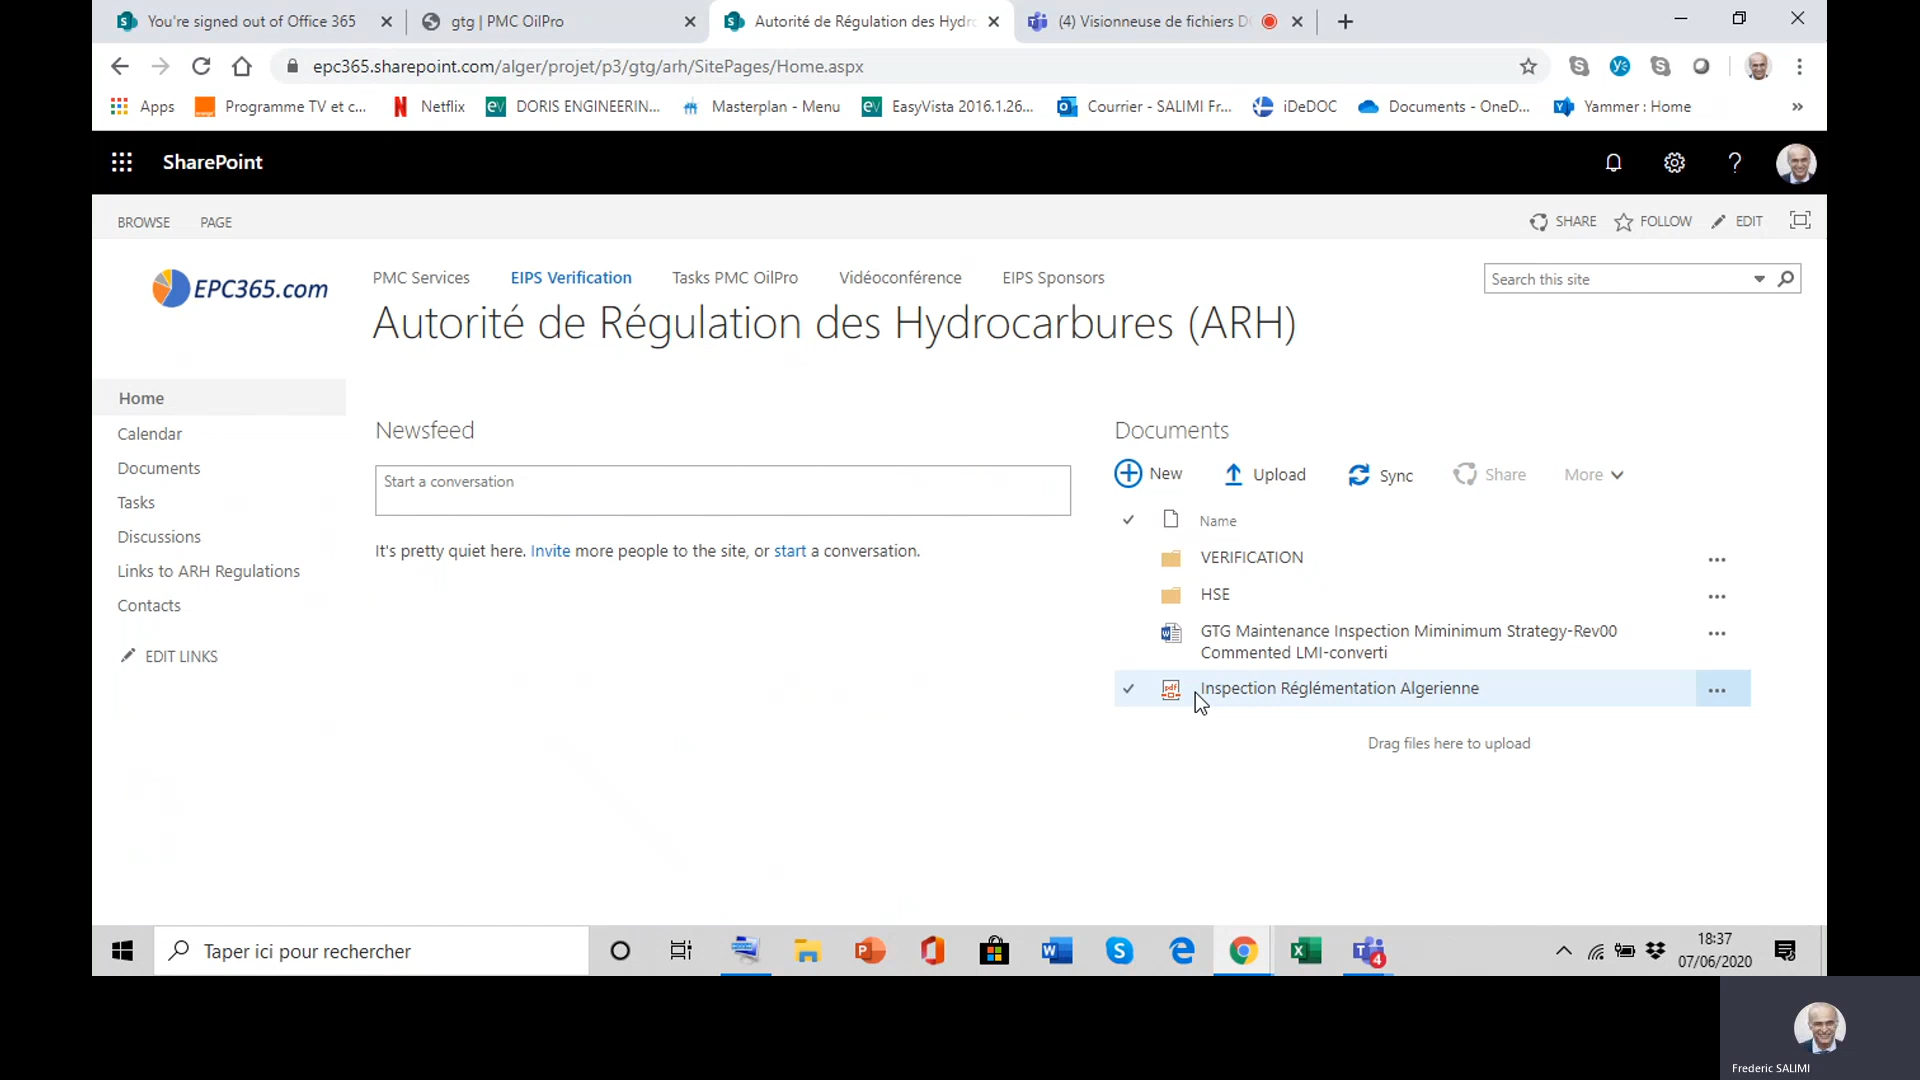 You're signed out of Office 365
gtg | PMC OilPro
Autorité de Régulation des Hydro
(4) Visionneuse de fichiers D
epc365.sharepoint.com/alger/projet/p3/gtg/arh/SitePages/Home.aspx
Apps
Programme TV et c...
Netflix
DORIS ENGINEERIN...
Masterplan - Menu
EasyVista 2016.1.26...
Courrier - SALIMI Fr...
iDeDOC
Documents - OneD...
Yammer : Home
»
SharePoint
BROWSE
PAGE
SHARE
FOLLOW
EDIT
EPC365.com
PMC Services
EIPS Verification
Tasks PMC OilPro
Vidéoconférence
EIPS Sponsors
Search this site
Autorité de Régulation des Hydrocarbures (ARH)
Home
Calendar
Documents
Tasks
Discussions
Links to ARH Regulations
Contacts
EDIT LINKS
Newsfeed
Start a conversation
It's pretty quiet here. Invite more people to the site, or start a conversation.
Documents
New
Upload
Sync
Share
More
Name
VERIFICATION
HSE
GTG Maintenance Inspection Miminimum Strategy-Rev00
Commented LMI-converti
Inspection Réglémentation Algerienne
Drag files here to upload
Taper ici pour rechercher
4
18:37
07/06/2020
Frederic SALIMI